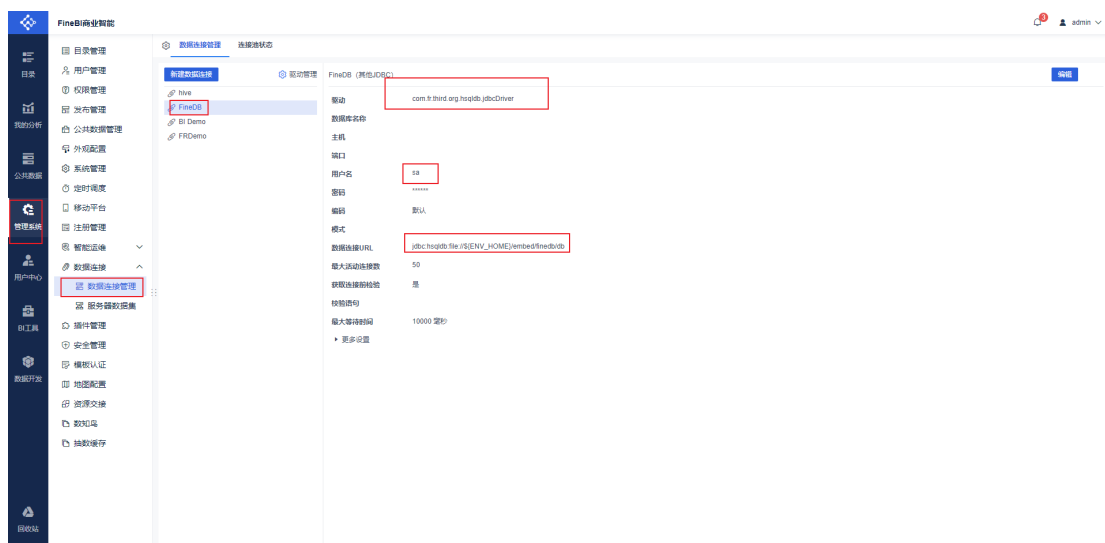 FineBI商业智能
3
admin
目录
我的分析
公共数据
管理系统
用户中心
BI工具
数据开发
回收站
目录管理
用户管理
权限管理
发布管理
公共数据管理
外观配置
系统管理
定时调度
移动平台
注册管理
智能运维
数据连接
数据连接管理
服务器数据集
插件管理
安全管理
模板认证
地图配置
资源交接
数知鸟
抽数缓存
数据连接管理 连接池状态
新建数据连接 驱动管理
hive
FineDB
BI Demo
FRDemo
FineDB（其他JDBC） 编辑
驱动 com.fr.third.org.hsqldb.jdbcDriver
数据库名称
主机
端口
用户名 sa
密码 ******
编码 默认
模式
数据连接URL jdbc:hsqldb:file://${ENV_HOME}/embed/finedb/db
最大活动连接数 50
获取连接前检验 是
校验语句
最大等待时间 10000 毫秒
更多设置